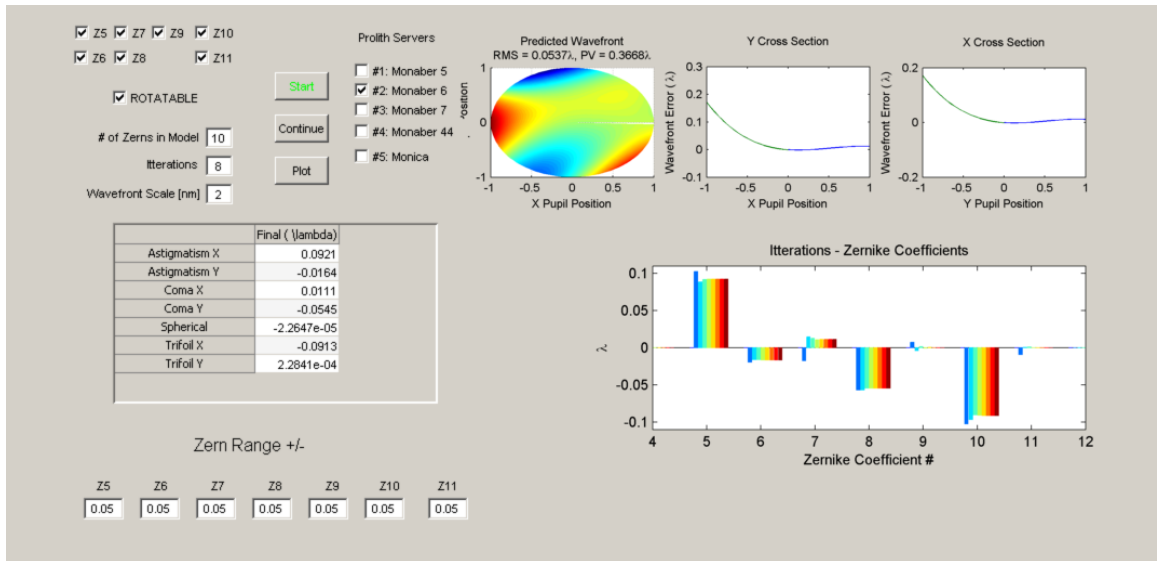 Z5 Z7 Z9 Z10
Z6 Z8 Z11
ROTATABLE
# of Zerns in Model 10
Itterations 8
Wavefront Scale [nm] 2
Start
Continue
Plot
Prolith Servers
#1: Monaber 5
#2: Monaber 6
#3: Monaber 7
#4: Monaber 44
#5: Monica
Predicted Wavefront
RMS = 0.0537λ, PV = 0.3668λ
1
0
-1
-1 -0.5 0 0.5 1
X Pupil Position
Y Cross Section
Wavefront Error (λ)
0.3
0.2
0.1
0
-0.1
-1 -0.5 0 0.5 1
X Pupil Position
X Cross Section
Wavefront Error (λ)
0.2
0
-0.2
-1 -0.5 0 0.5 1
Y Pupil Position
Final ( \lambda)
Astigmatism X 0.0921
Astigmatism Y -0.0164
Coma X 0.0111
Coma Y -0.0545
Spherical -2.2647e-05
Trifoil X -0.0913
Trifoil Y 2.2841e-04
Itterations - Zernike Coefficients
λ
0.1
0.05
0
-0.05
-0.1
4 5 6 7 8 9 10 11 12
Zernike Coefficient #
Zern Range +/-
Z5 Z6 Z7 Z8 Z9 Z10 Z11
0.05 0.05 0.05 0.05 0.05 0.05 0.05